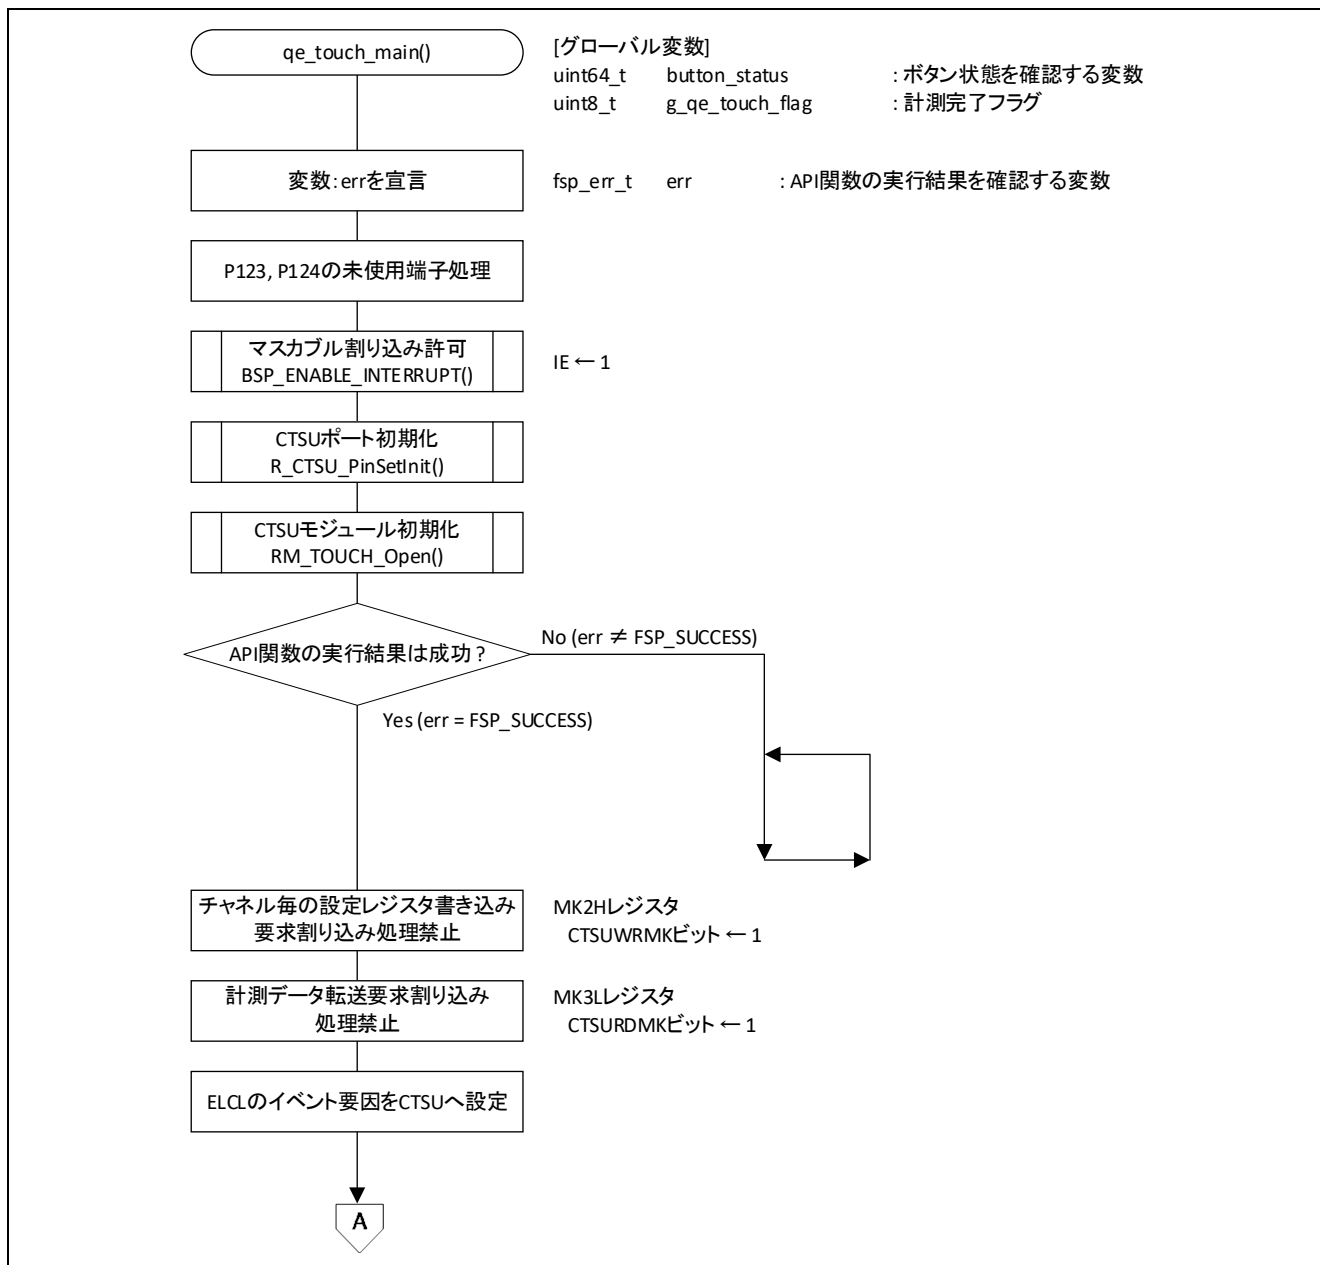 qe_touch_main()
[グローバル変数]
uint64_t button_status : ボタン状態を確認する変数
uint8_t g_qe_touch_flag : 計測完了フラグ
変数:errを宣言
fsp_err_t err : API関数の実行結果を確認する変数
P123, P124の未使用端子処理
マスカブル割り込み許可
BSP_ENABLE_INTERRUPT()
IE ← 1
CTSUポート初期化
R_CTSU_PinSetInit()
CTSUモジュール初期化
RM_TOUCH_Open()
API関数の実行結果は成功?
No (err ≠ FSP_SUCCESS)
Yes (err = FSP_SUCCESS)
チャネル毎の設定レジスタ書き込み
要求割り込み処理禁止
MK2Hレジスタ
CTSUWRMKビット ← 1
計測データ転送要求割り込み
処理禁止
MK3Lレジスタ
CTSURDMKビット ← 1
ELCLのイベント要因をCTSUへ設定
A